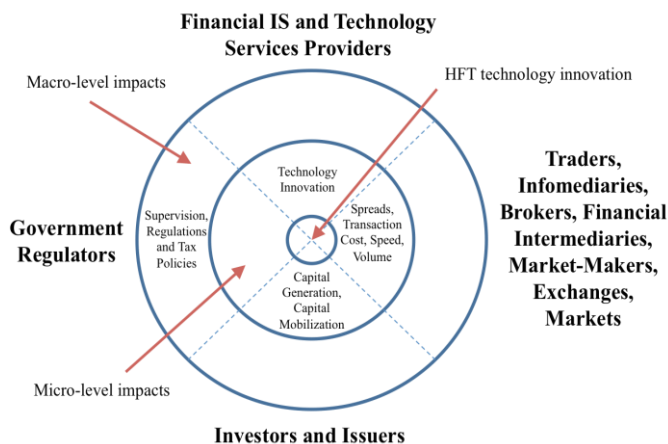 Financial IS and Technology
Services Providers
Macro-level impacts
HFT technology innovation
Technology
Innovation
Traders,
Infomediaries,
Brokers, Financial
Intermediaries,
Market-Makers,
Exchanges,
Markets
Government
Regulators
Supervision,
Regulations
and Tax
Policies
Spreads,
Transaction
Cost, Speed,
Volume
Capital
Generation,
Capital
Mobilization
Micro-level impacts
Investors and Issuers